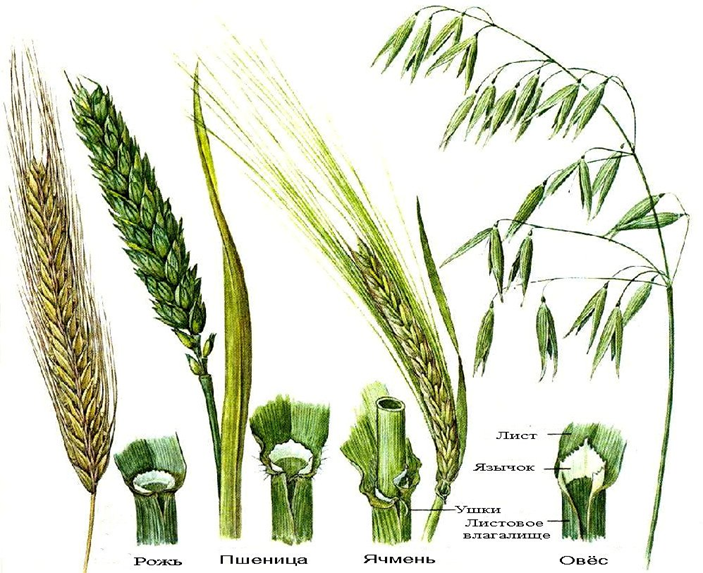 Лист
Язычок
Ушки
Листовое
влагалище
Рожь
Пшеница
Ячмень
Овёс